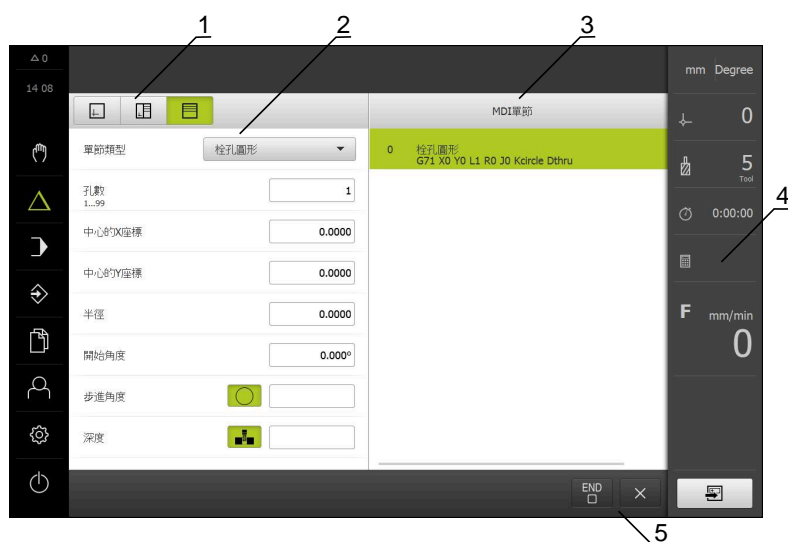 1
2
3
△ 0
14 08
mm Degree
MDI單節
0
單節類型
栓孔圓形
0 栓孔圓形
G71 X0 Y0 L1 R0 J0 Kcircle Dthru
5
Tool
孔數
1...99
1
4
0:00:00
中心的X座標
0.0000
中心的Y座標
0.0000
半徑
0.0000
F mm/min
0
開始角度
0.000°
步進角度
深度
END
5